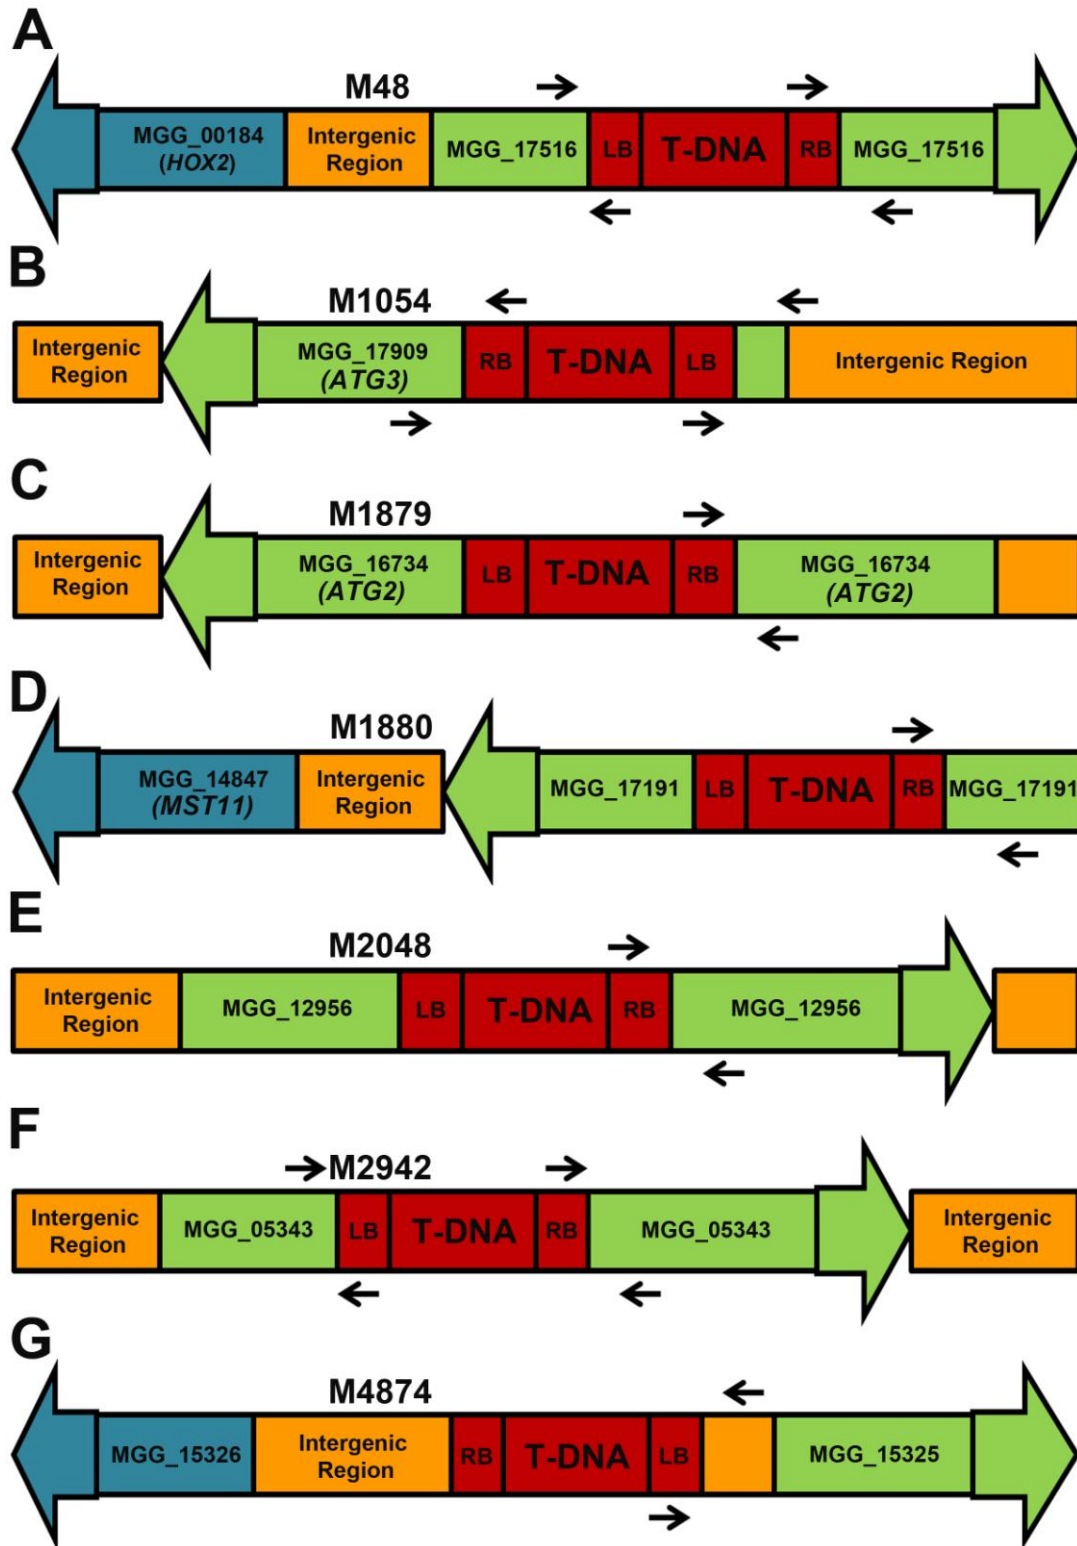 A
M48
MGG_00184
(HOX2)
Intergenic
Region
MGG_17516
LB
T-DNA
RB
MGG_17516
B
M1054
Intergenic
Region
MGG_17909
(ATG3)
RB
T-DNA
LB
Intergenic Region
C
M1879
Intergenic
Region
MGG_16734
(ATG2)
LB
T-DNA
RB
MGG_16734
(ATG2)
D
M1880
MGG_14847
(MST11)
Intergenic
Region
MGG_17191
LB
T-DNA
RB
MGG_17191
E
M2048
Intergenic
Region
MGG_12956
LB
T-DNA
RB
MGG_12956
F
M2942
Intergenic
Region
MGG_05343
LB
T-DNA
RB
MGG_05343
Intergenic
Region
G
M4874
MGG_15326
Intergenic
Region
RB
T-DNA
LB
MGG_15325